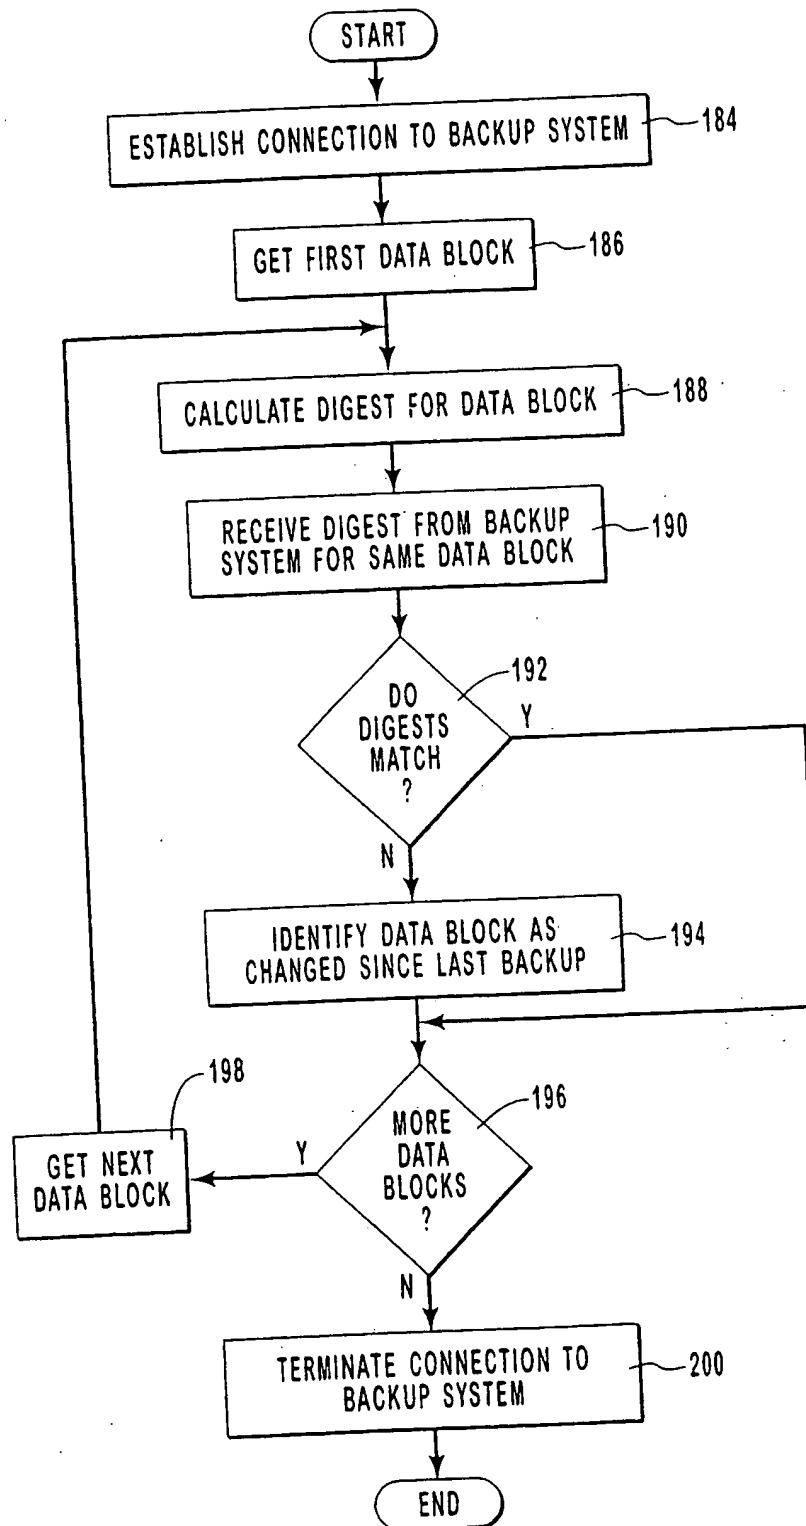 START
ESTABLISH CONNECTION TO BACKUP SYSTEM
184
GET FIRST DATA BLOCK
186
CALCULATE DIGEST FOR DATA BLOCK
188
RECEIVE DIGEST FROM BACKUP
SYSTEM FOR SAME DATA BLOCK
190
192
DO
DIGESTS
MATCH
?
Y
N
IDENTIFY DATA BLOCK AS
CHANGED SINCE LAST BACKUP
194
198
196
MORE
DATA
BLOCKS
?
Y
GET NEXT
DATA BLOCK
N
TERMINATE CONNECTION TO
BACKUP SYSTEM
200
END